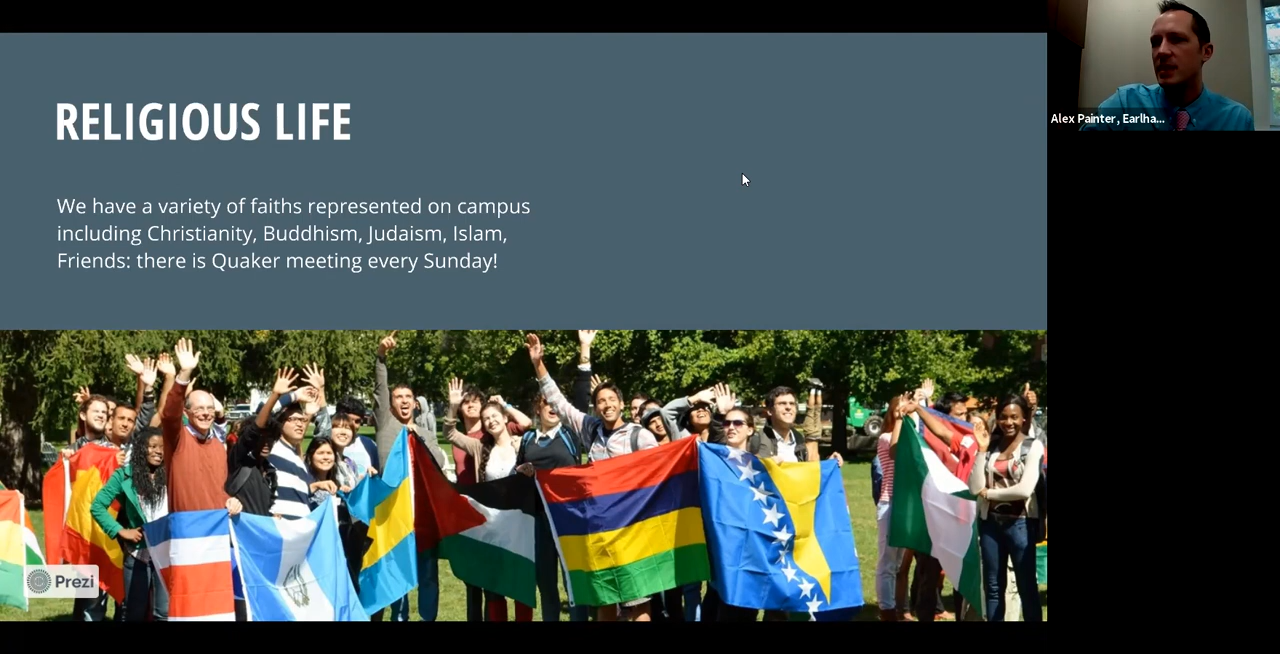 RELIGIOUS LIFE
We have a variety of faiths represented on campus
including Christianity, Buddhism, Judaism, Islam,
Friends: there is Quaker meeting every Sunday!
Alex Painter, Earlha...
Prezi